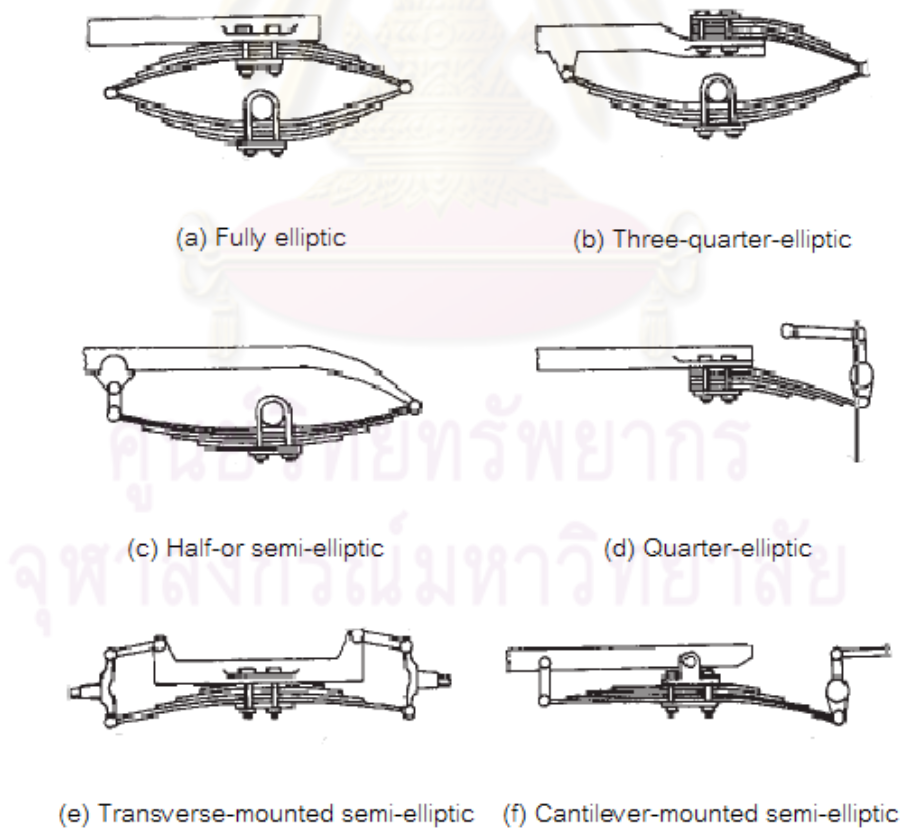 (a) Fully elliptic
(b) Three-quarter-elliptic
(c) Half-or semi-elliptic
(d) Quarter-elliptic
ศูนย์วิทยทรัพยากร
จุฬาลงกรณ์มหาวิทยาลัย
(e) Transverse-mounted semi-elliptic
(f) Cantilever-mounted semi-elliptic